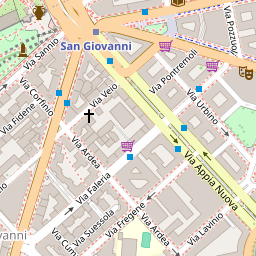 Via Sannio
San Giovanni
Via Pozzuoli
Via Pontremoli
Via Corfinio
Via Veio
Via Urbino
Via Fidene
Via Ardea
Via Appia Nuova
Via Faleria
Via Suessola
Via Fregene
Via Ardea
Via Lavinio
ovanni
Via Cum